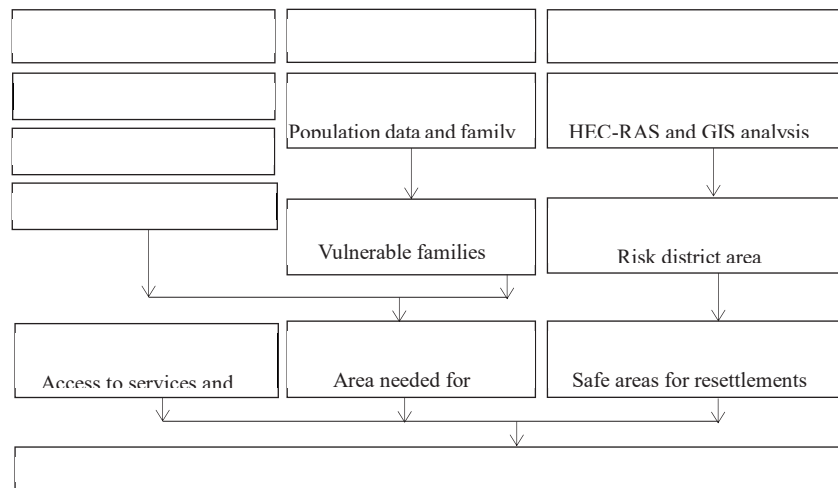 Population data and family
HEC-RAS and GIS analysis
Vulnerable families
Risk district area
Access to services and
Area needed for
Safe areas for resettlements